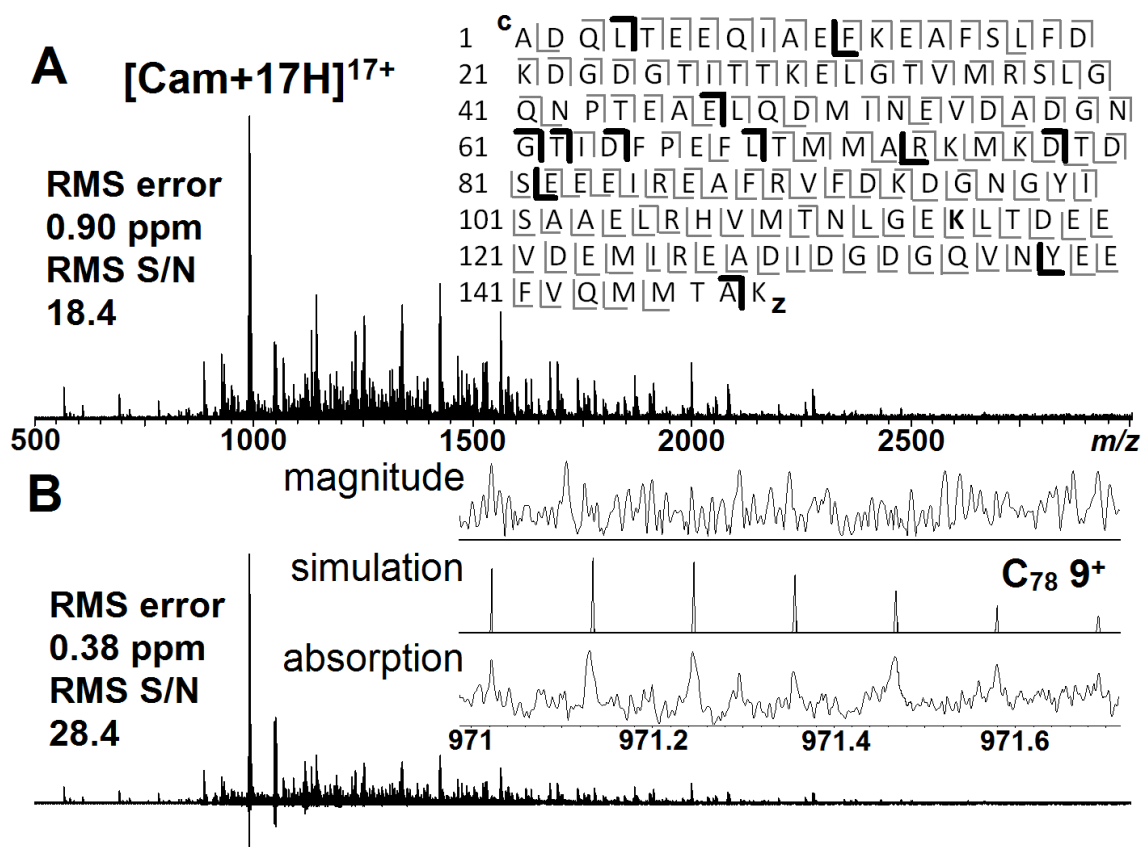 A
[Cam+17H]17+
RMS error
0.90 ppm
RMS S/N
18.4
c
1 A D Q L T E E Q I A E F K E A F S L F D
21 K D G D G T I T T K E L G T V M R S L G
41 Q N P T E A E L Q D M I N E V D A D G N
61 G T I D F P E F L T M M A R K M K D T D
81 S E E E I R E A F R V F D K D G N G Y I
101 S A A E L R H V M T N L G E K L T D E E
121 V D E M I R E A D I D G D G Q V N Y E E
141 F V Q M M T A K z
500 1000 1500 2000 2500 m/z
B
RMS error
0.38 ppm
RMS S/N
28.4
magnitude
simulation
C78 9+
absorption
971 971.2 971.4 971.6